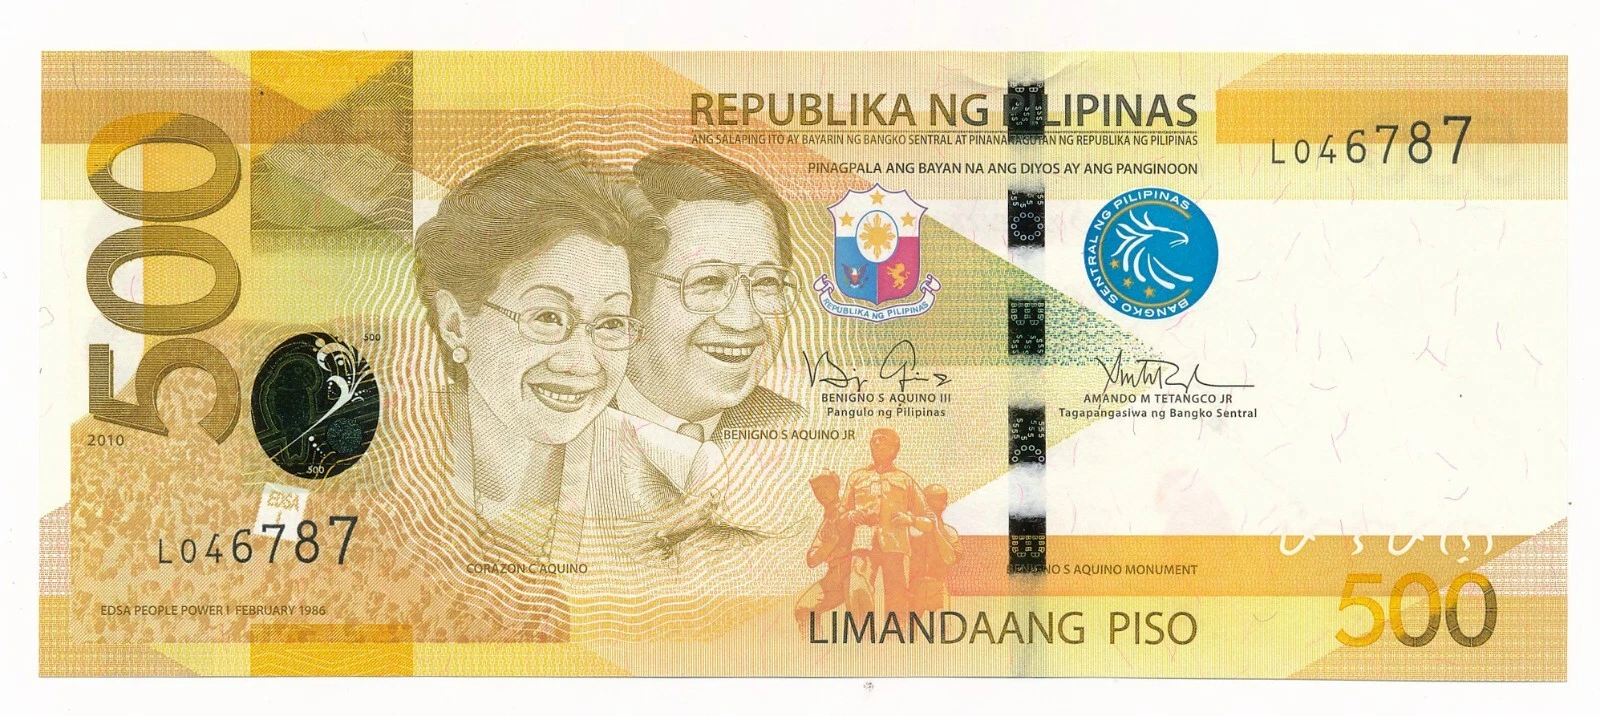 REPUBLIKA NG PILIPINAS
ANG SALAPING ITO AY BAYARIN NG BANGKO SENTRAL AT PINANANAGUTAN NG REPUBLIKA NG PILIPINAS
PINAGPALA ANG BAYAN NA ANG DIYOS AY ANG PANGINOON
L046787
500
REPUBLIKA NG PILIPINAS
BANGKO SENTRAL NG PILIPINAS
500
500
BENIGNO S AQUINO III
Pangulo ng Pilipinas
AMANDO M TETANGCO JR
Tagapangasiwa ng Bangko Sentral
2010
BENIGNO S AQUINO JR
EDSA
EDSA
L046787
CORAZON C AQUINO
BENIGNO S AQUINO MONUMENT
EDSA PEOPLE POWER I FEBRUARY 1986
LIMANDAANG PISO
500